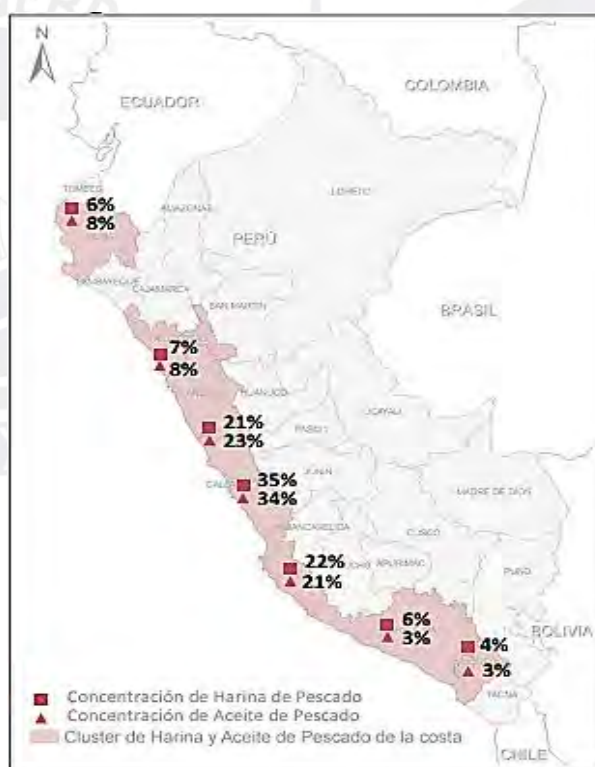 N
COLOMBIA
ECUADOR
TUMBES
6%
8%
AMAZONAS
LORETO
PERÚ
LAMBAYEQUE
CAJAMARCA
SAN MARTIN
BRASIL
7%
8%
HUANUCO
UCAYALI
21%
23%
PASCO
JUNIN
35%
34%
MADRE DE DIOS
HUANCAVELICA
CUSCO
22%
21%
APURIMAC
PUNO
6%
3%
4%
3%
BOLIVIA
TACNA
Concentración de Harina de Pescado
Concentración de Aceite de Pescado
Cluster de Harina y Aceite de Pescado de la costa
CHILE